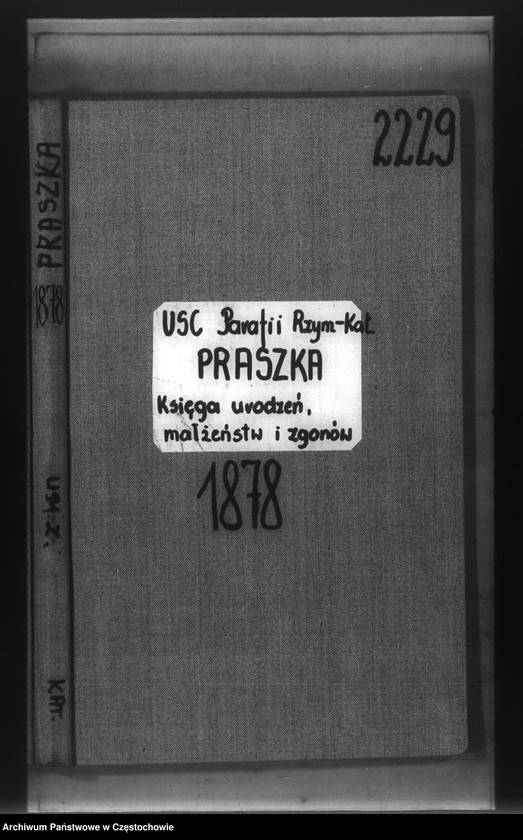 2229
PRASZKA
1878
USC Parafii Rzym-Kat
PRASZKA
Księga urodzeń,
małżeństw i zgonów
1878
KAT.
Archiwum Państwowe w Częstochowie